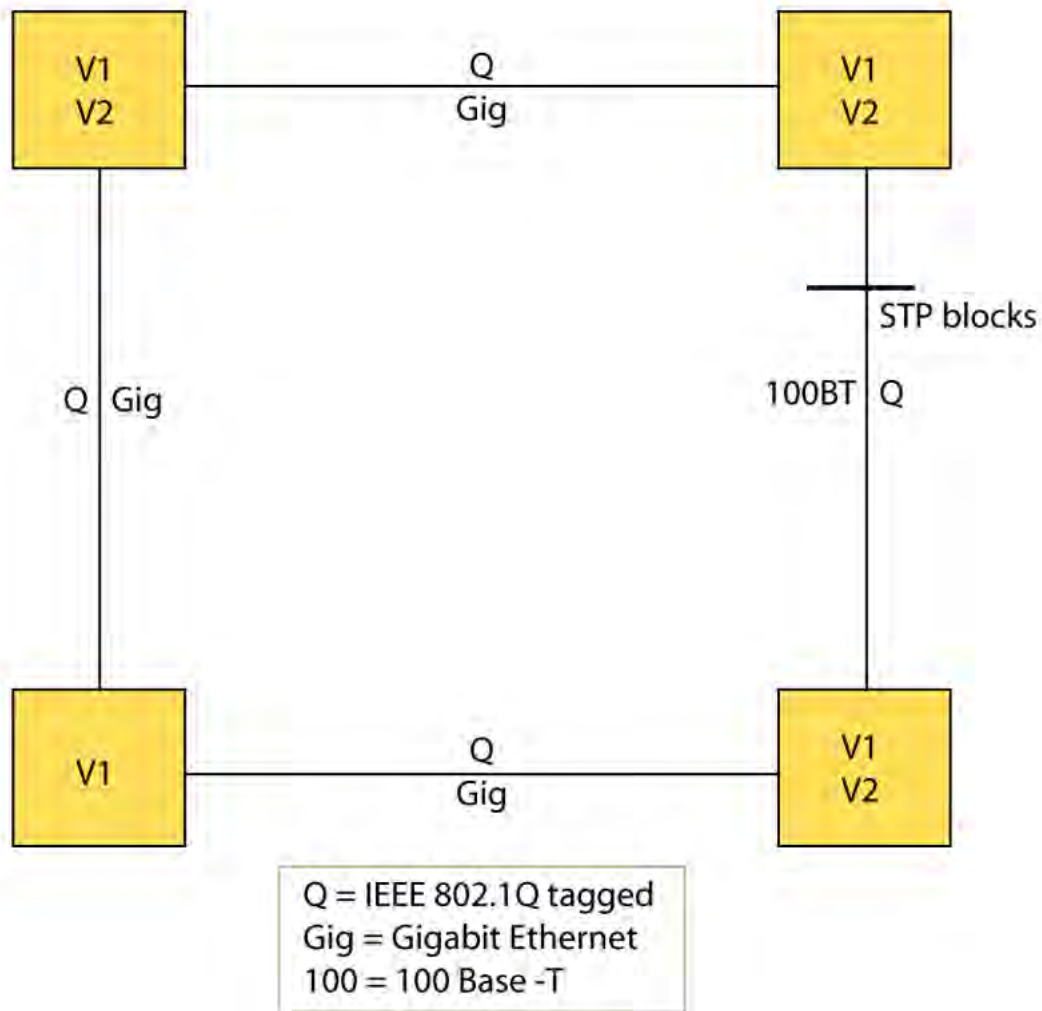 V1
V2
Q
Gig
V1
V2
STP blocks
Q Gig
100BT Q
V1
Q
Gig
V1
V2
Q = IEEE 802.1Q tagged
Gig = Gigabit Ethernet
100 = 100 Base -T